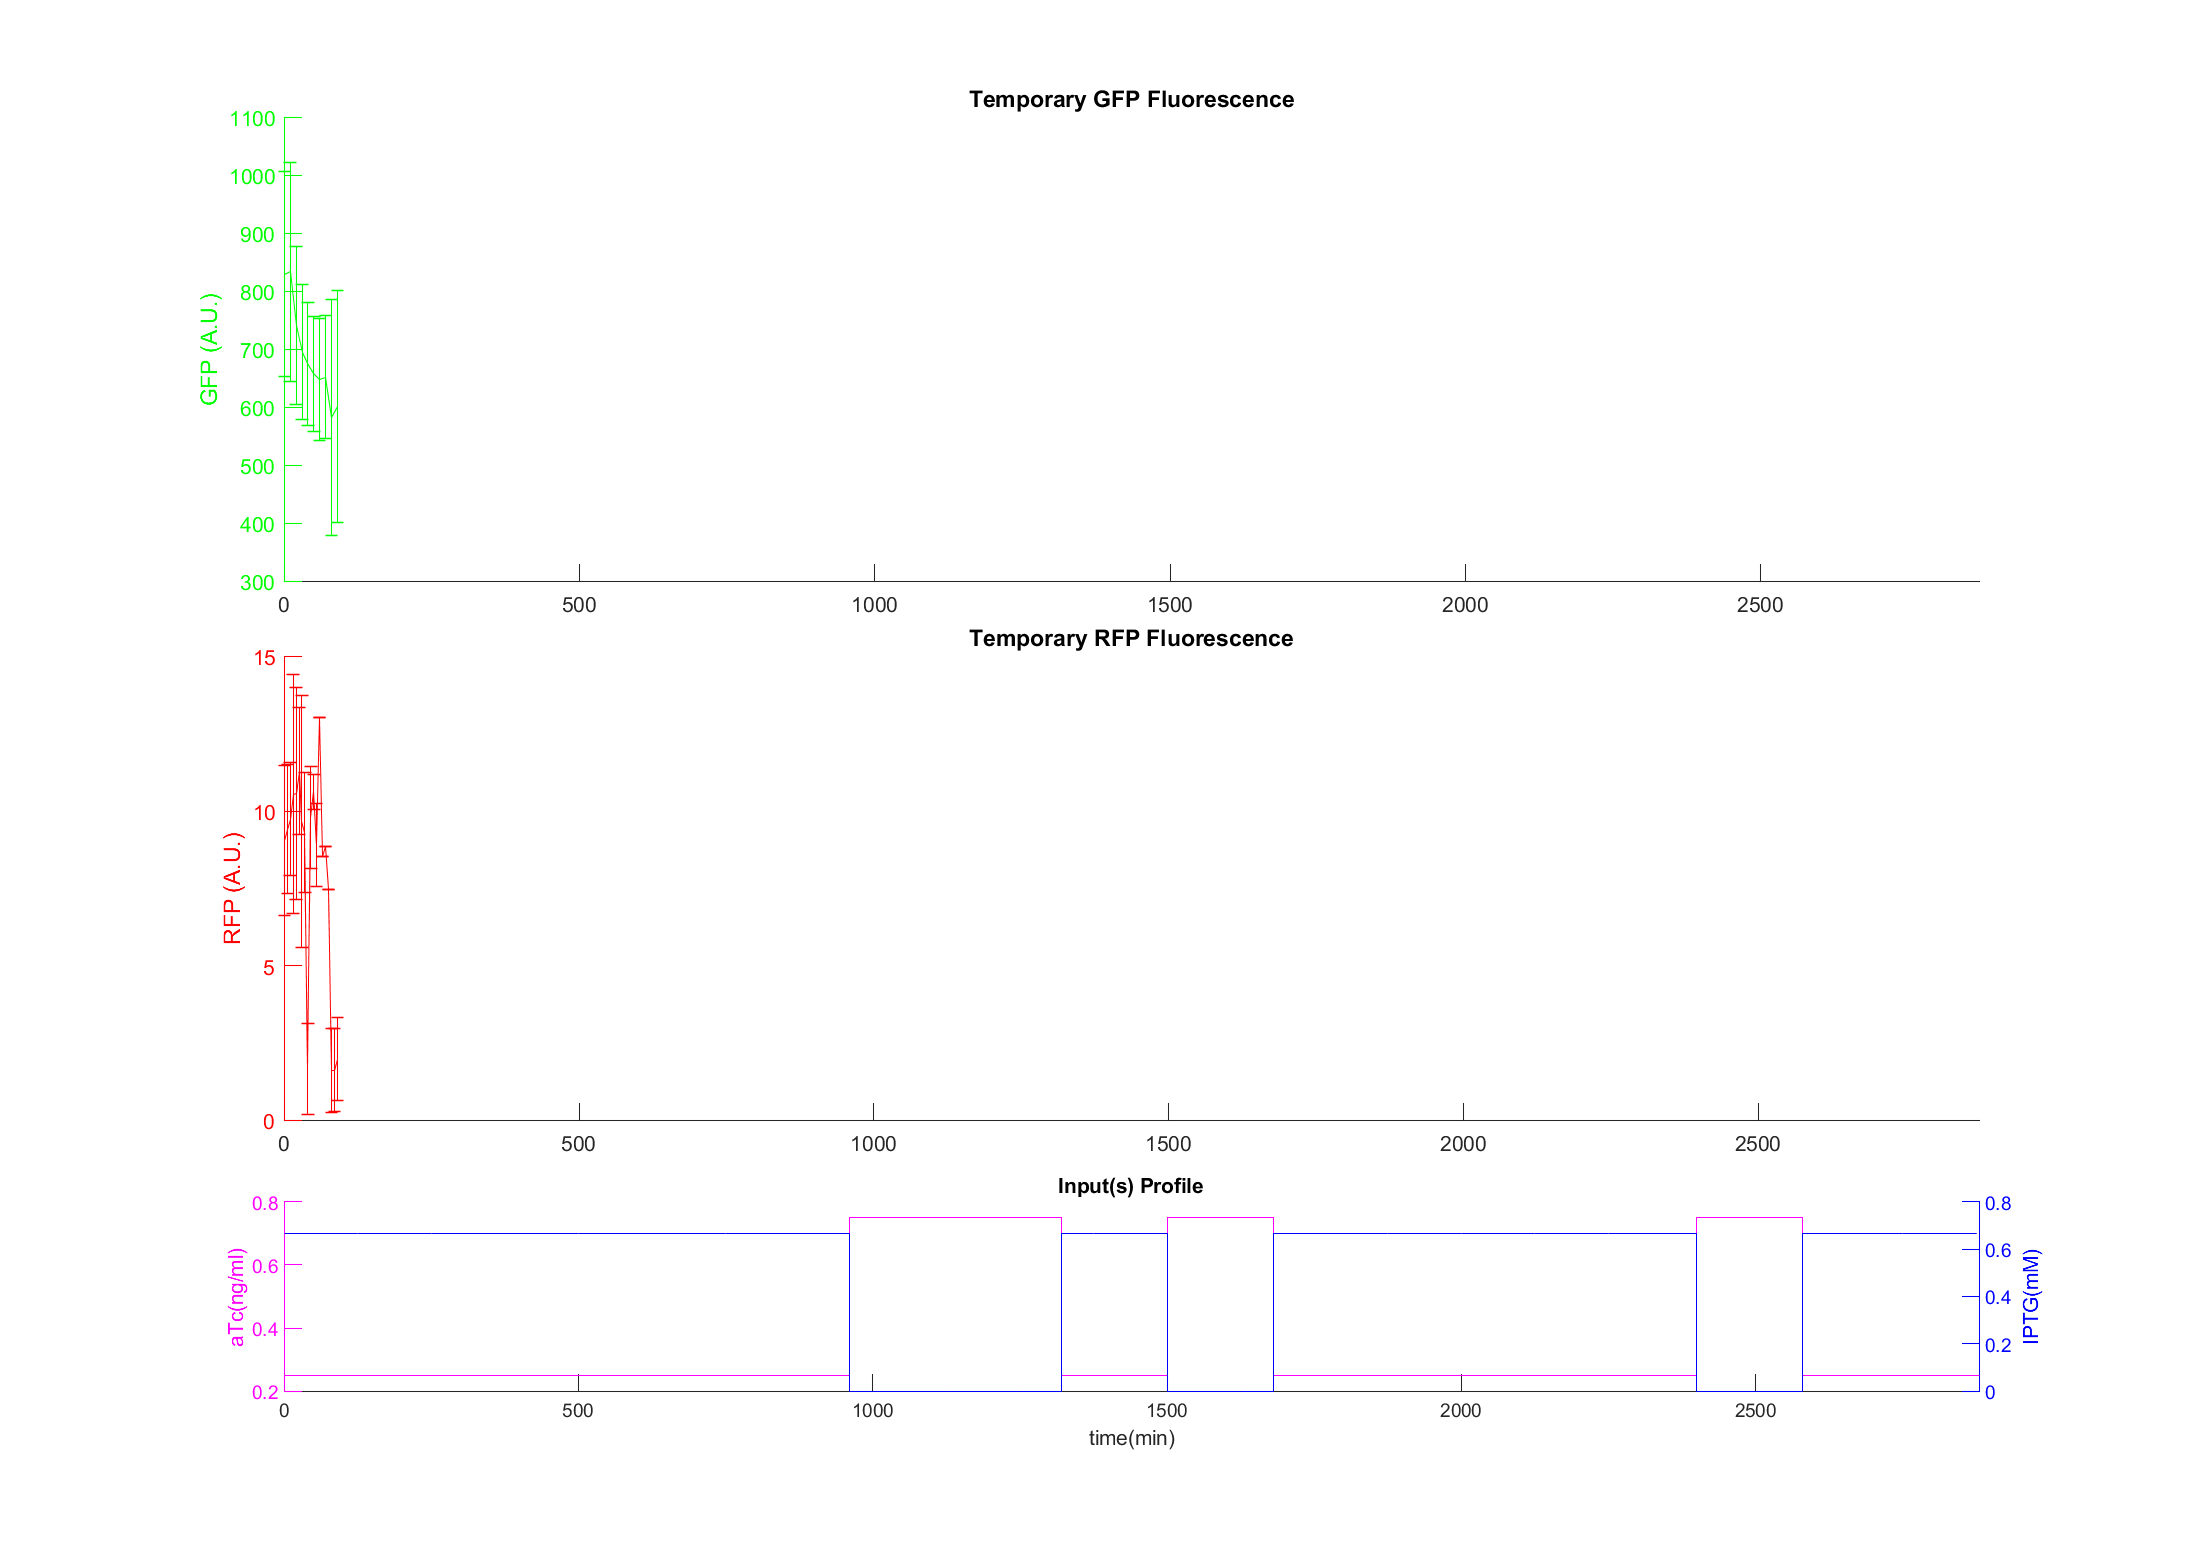 Temporary GFP Fluorescence
1100
1000
900
800
700
600
500
400
300
GFP (A.U.)
0 500 1000 1500 2000 2500
Temporary RFP Fluorescence
15
10
5
0
RFP (A.U.)
0 500 1000 1500 2000 2500
Input(s) Profile
0.8
0.6
0.4
0.2
aTc(ng/ml)
0.8
0.6
0.4
0.2
0
IPTG(mM)
0 500 1000 1500 2000 2500
time(min)